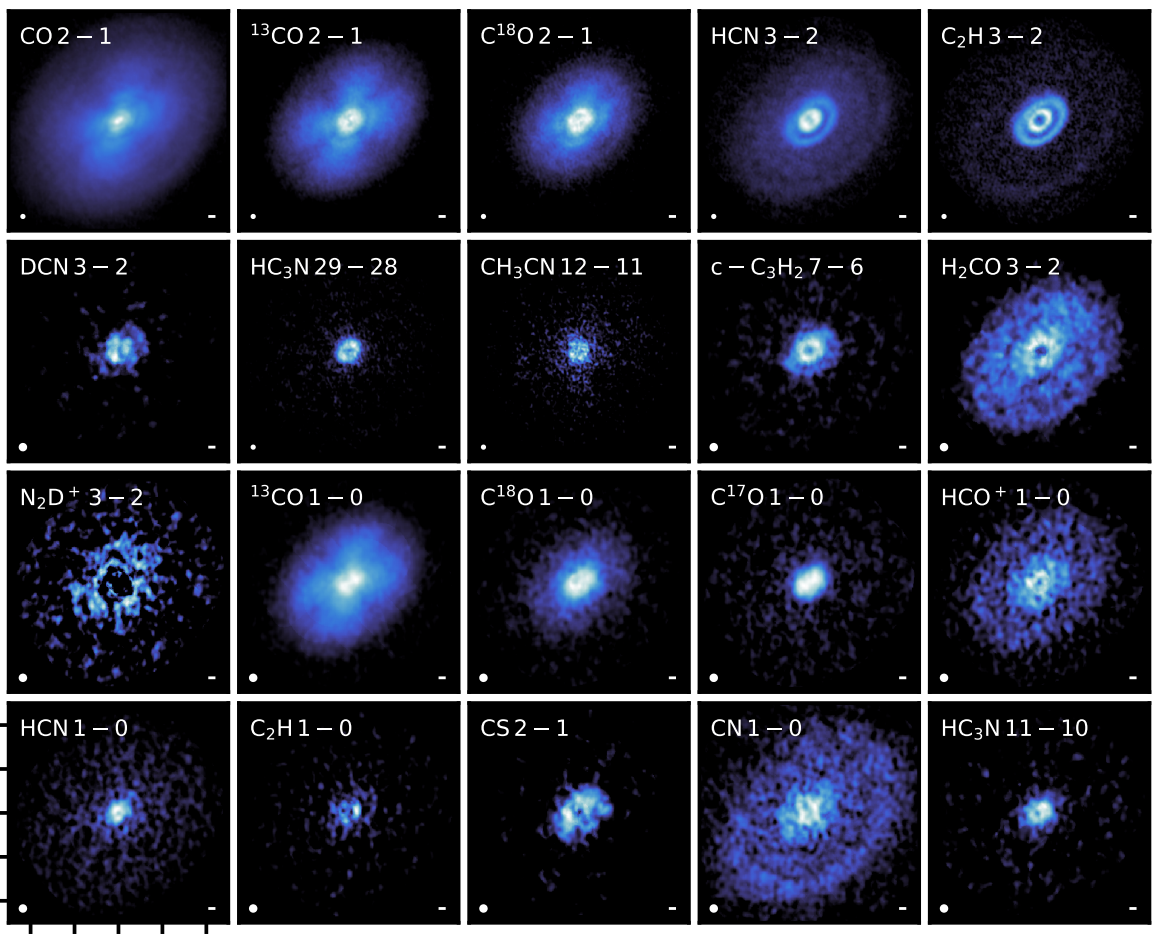 CO 2 − 1
¹³CO 2 − 1
C¹⁸O 2 − 1
HCN 3 − 2
C₂H 3 − 2
DCN 3 − 2
HC₃N 29 − 28
CH₃CN 12 − 11
c − C₃H₂ 7 − 6
H₂CO 3 − 2
N₂D⁺ 3 − 2
¹³CO 1 − 0
C¹⁸O 1 − 0
C¹⁷O 1 − 0
HCO⁺ 1 − 0
HCN 1 − 0
C₂H 1 − 0
CS 2 − 1
CN 1 − 0
HC₃N 11 − 10